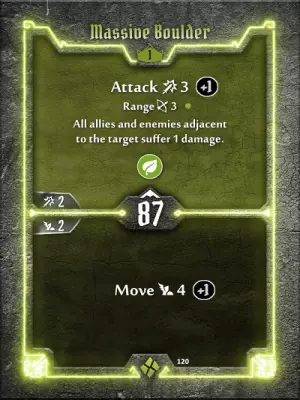 Massive Boulder
1
Attack 3 +1
Range 3
All allies and enemies adjacent
to the target suffer 1 damage.
2
87
2
Move 4 +1
120